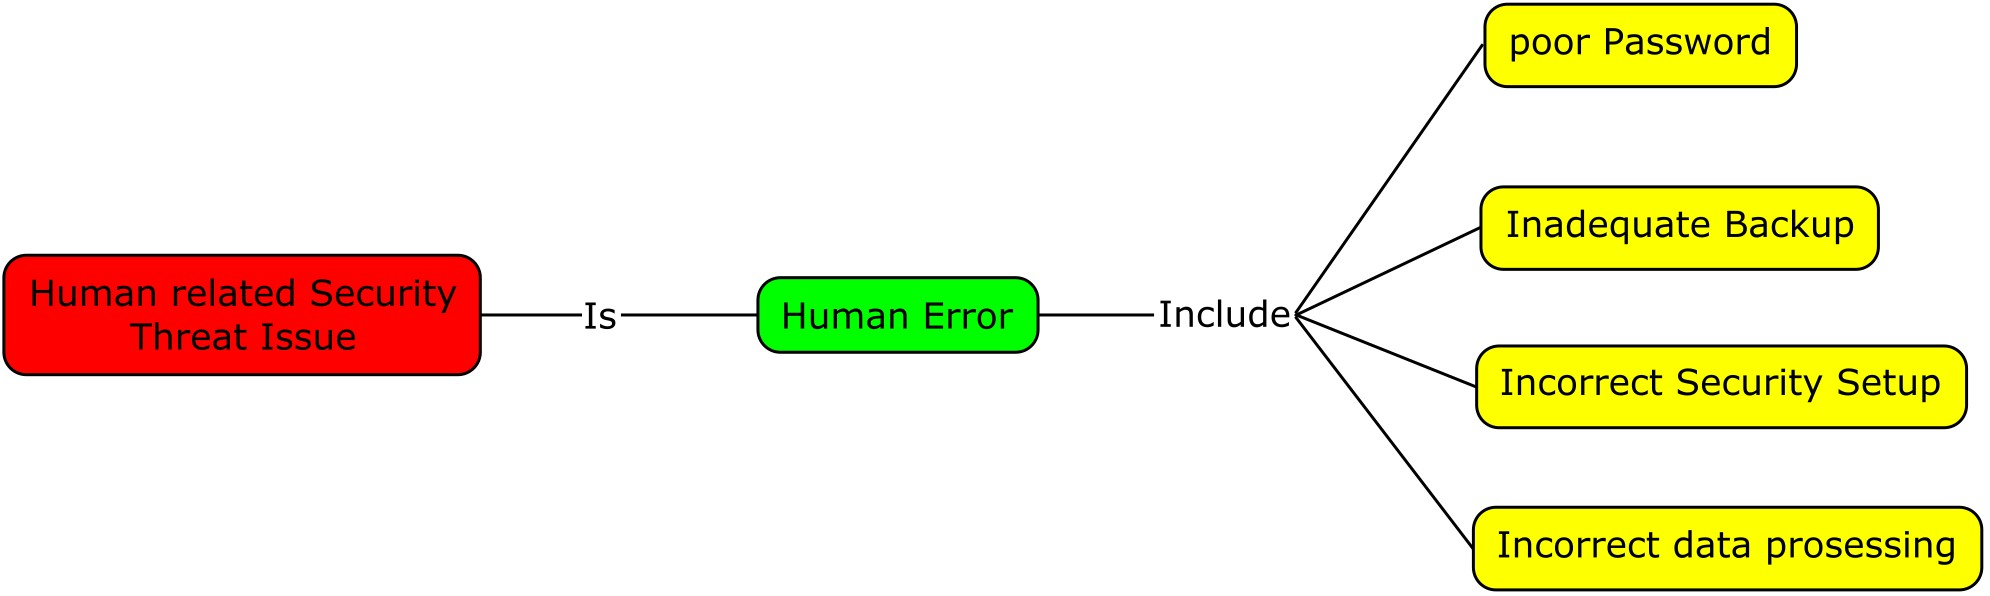 poor Password
Inadequate Backup
Human related Security
Threat Issue
Is
Human Error
Include
Incorrect Security Setup
Incorrect data prosessing